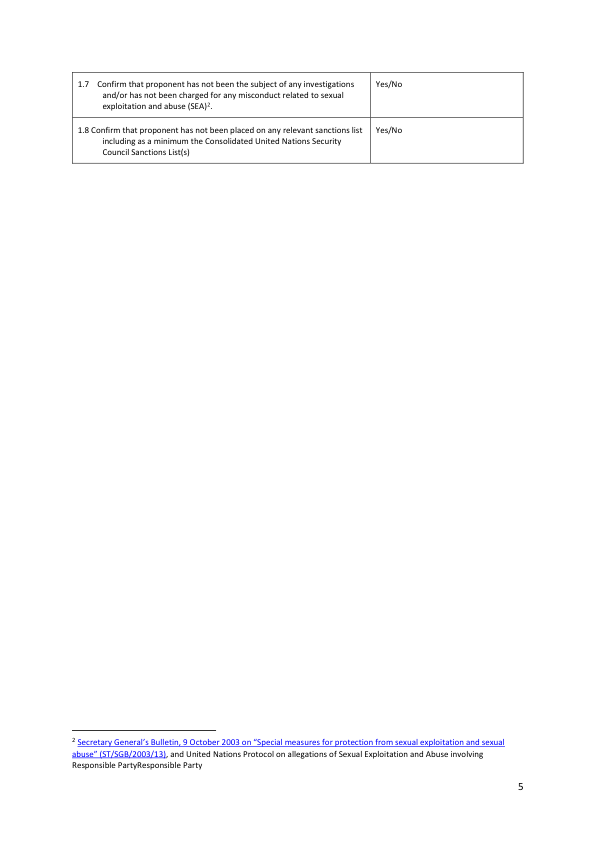 1.7 Confirm that proponent has not been the subject of any investigations
and/or has not been charged for any misconduct related to sexual
exploitation and abuse (SEA)².
Yes/No
1.8 Confirm that proponent has not been placed on any relevant sanctions list
including as a minimum the Consolidated United Nations Security
Council Sanctions List(s)
Yes/No
² Secretary General’s Bulletin, 9 October 2003 on “Special measures for protection from sexual exploitation and sexual
abuse” (ST/SGB/2003/13), and United Nations Protocol on allegations of Sexual Exploitation and Abuse involving
Responsible PartyResponsible Party
5